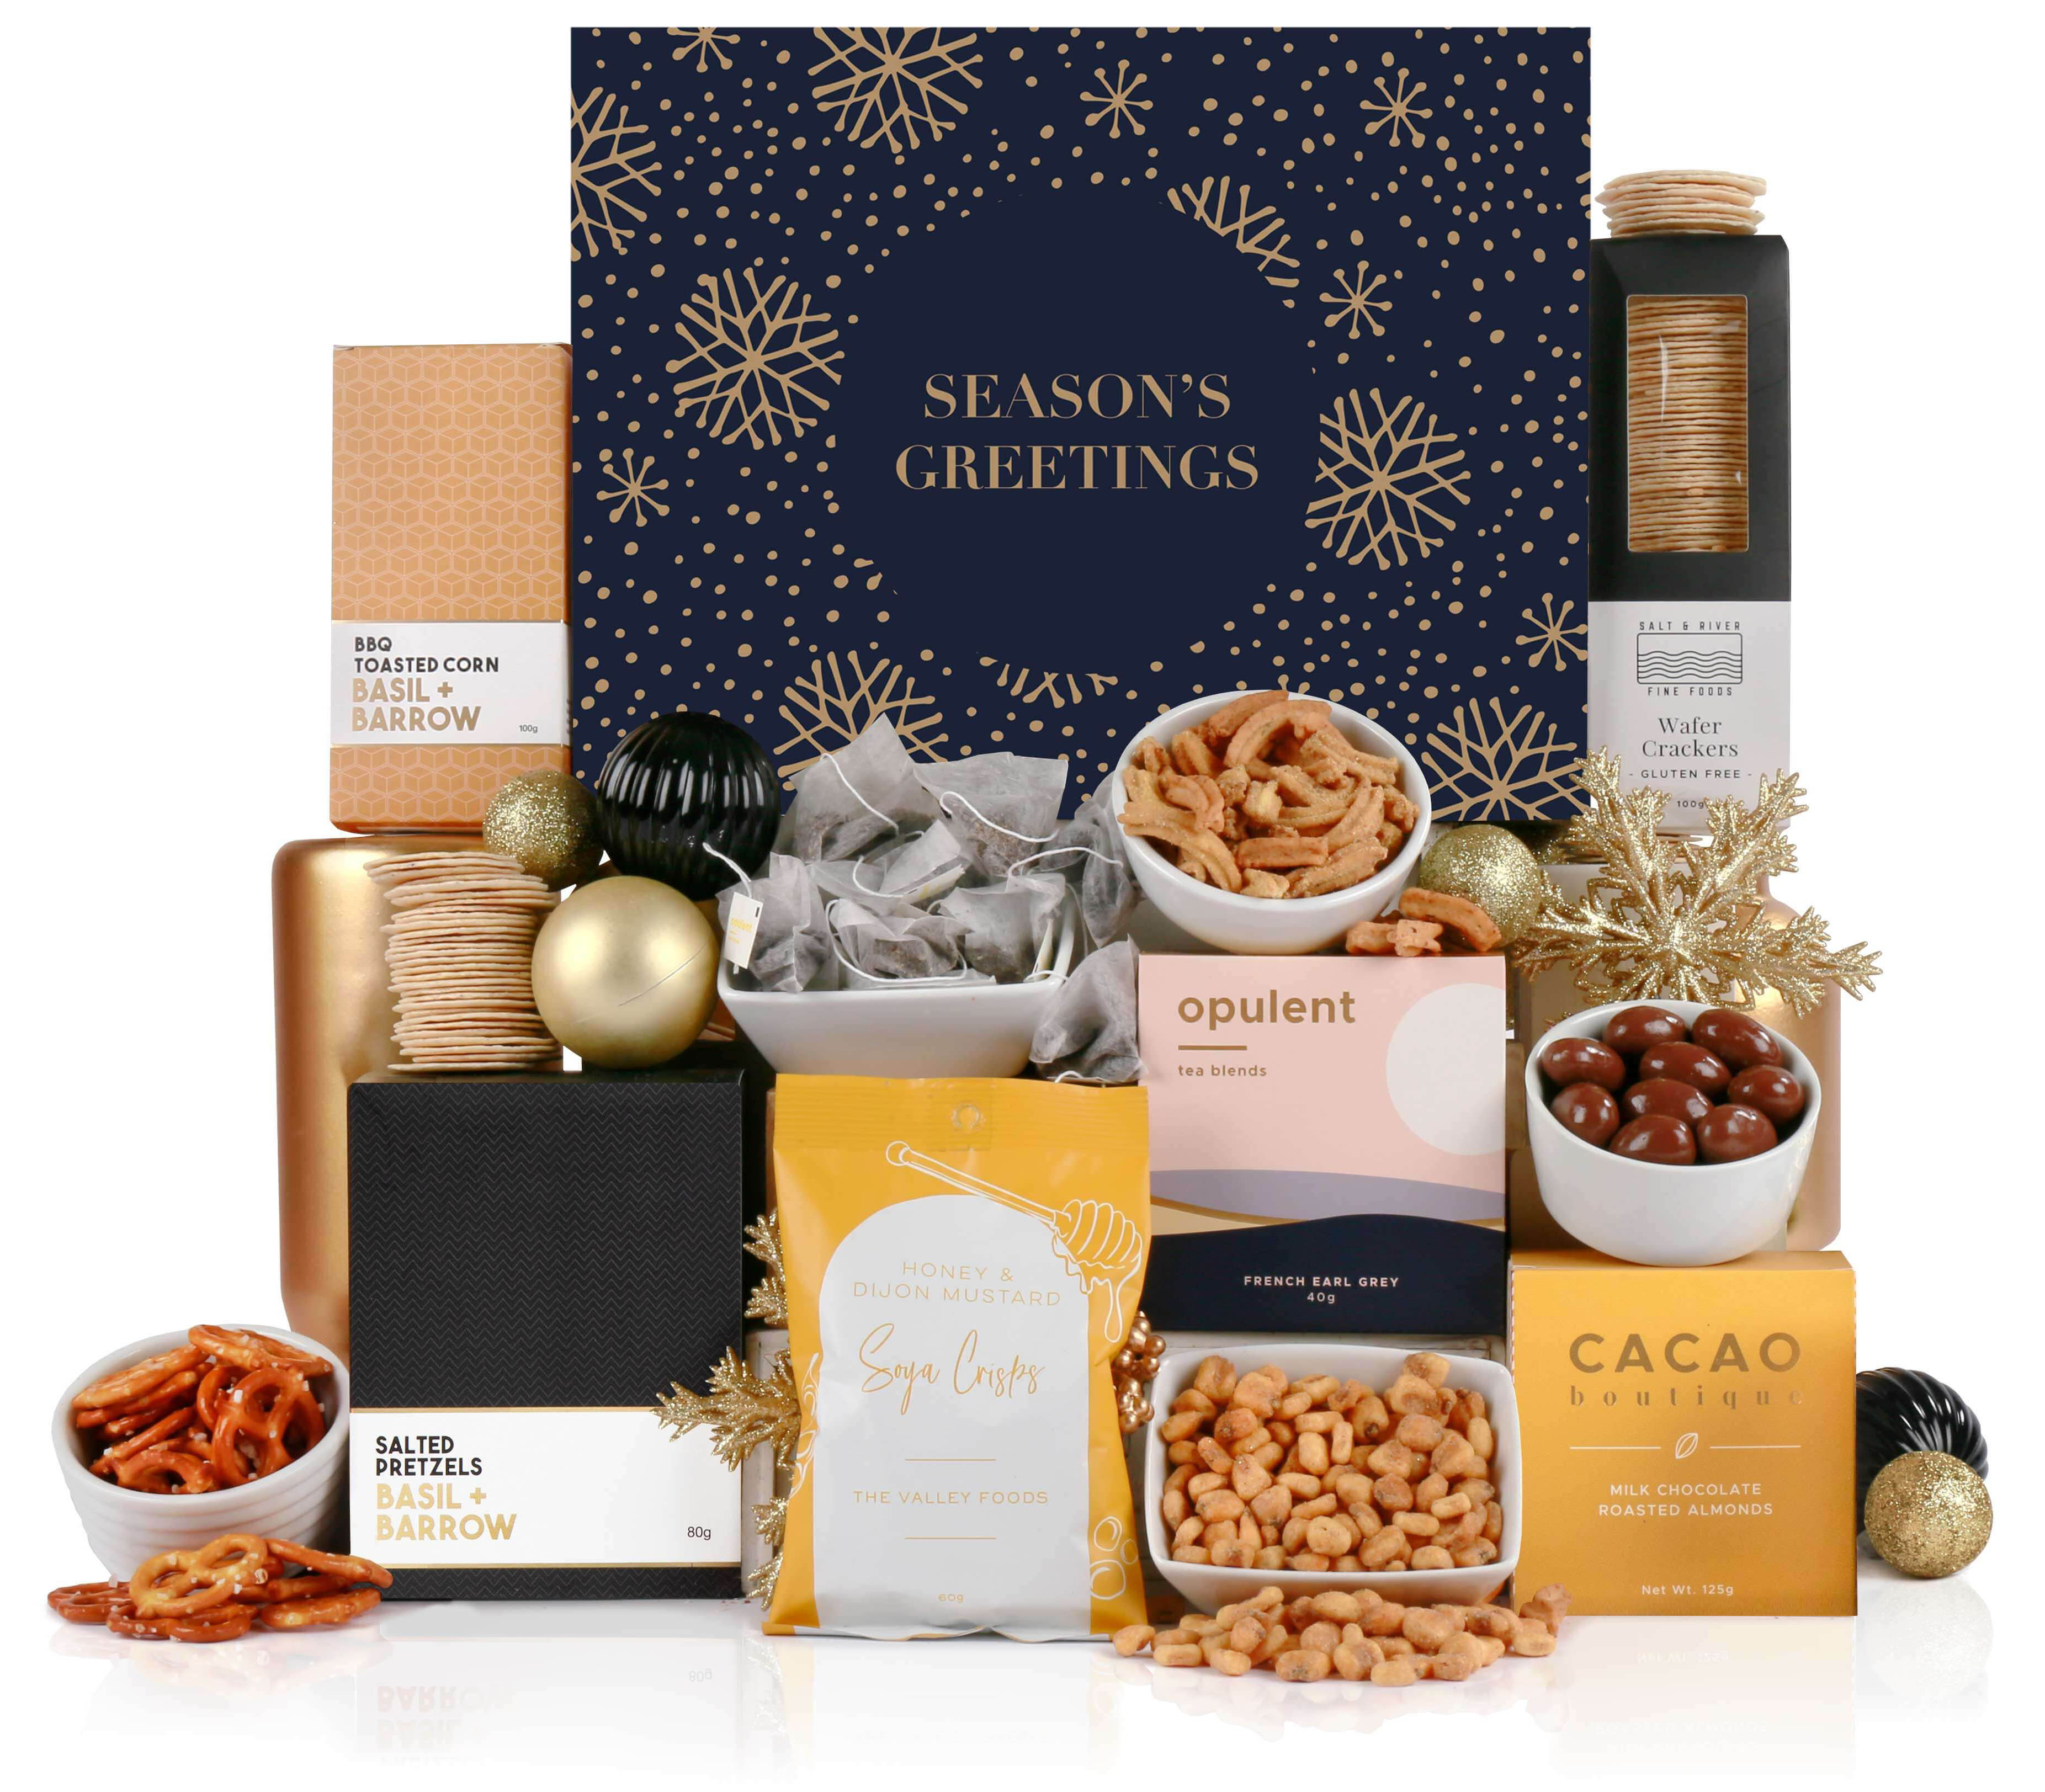 SEASON'S
GREETINGS
BBQ
TOASTED CORN
BASIL +
BARROW
100g
SALT & RIVER
FINE FOODS
Wafer
Crackers
- GLUTEN FREE -
100g
opulent
tea blends
FRENCH EARL GREY
40g
HONEY &
DIJON MUSTARD
Soya Crisps
THE VALLEY FOODS
60g
SALTED
PRETZELS
BASIL +
BARROW
80g
CACAO
boutique
MILK CHOCOLATE
ROASTED ALMONDS
Net Wt. 125g